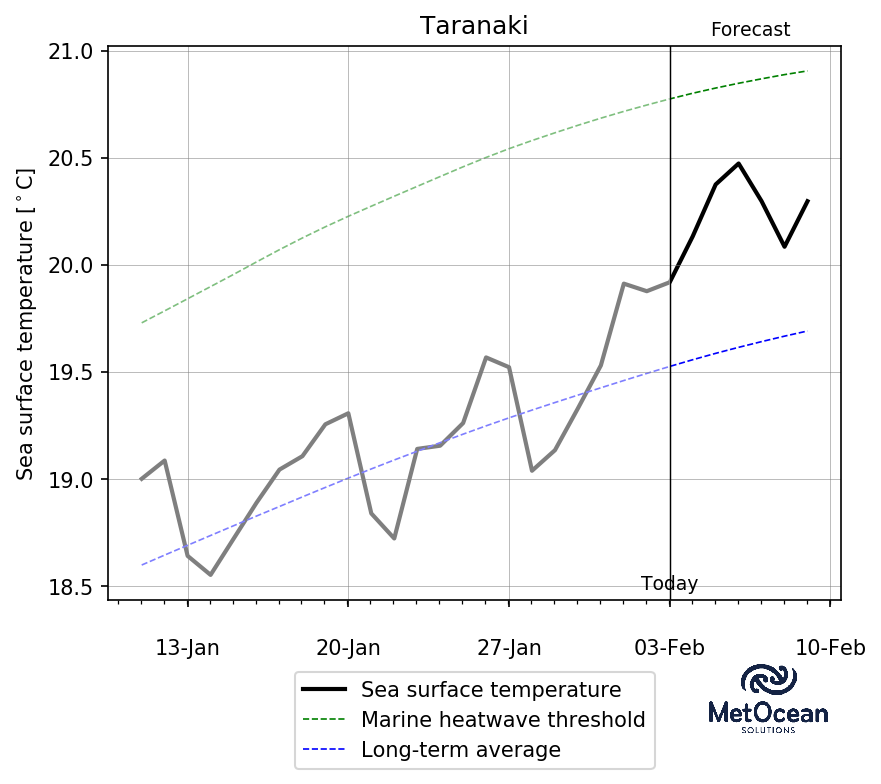 Taranaki
Forecast
Sea surface temperature [°C]
21.0
20.5
20.0
19.5
19.0
18.5
Today
13-Jan 20-Jan 27-Jan 03-Feb 10-Feb
Sea surface temperature
Marine heatwave threshold
Long-term average
MetOcean
SOLUTIONS